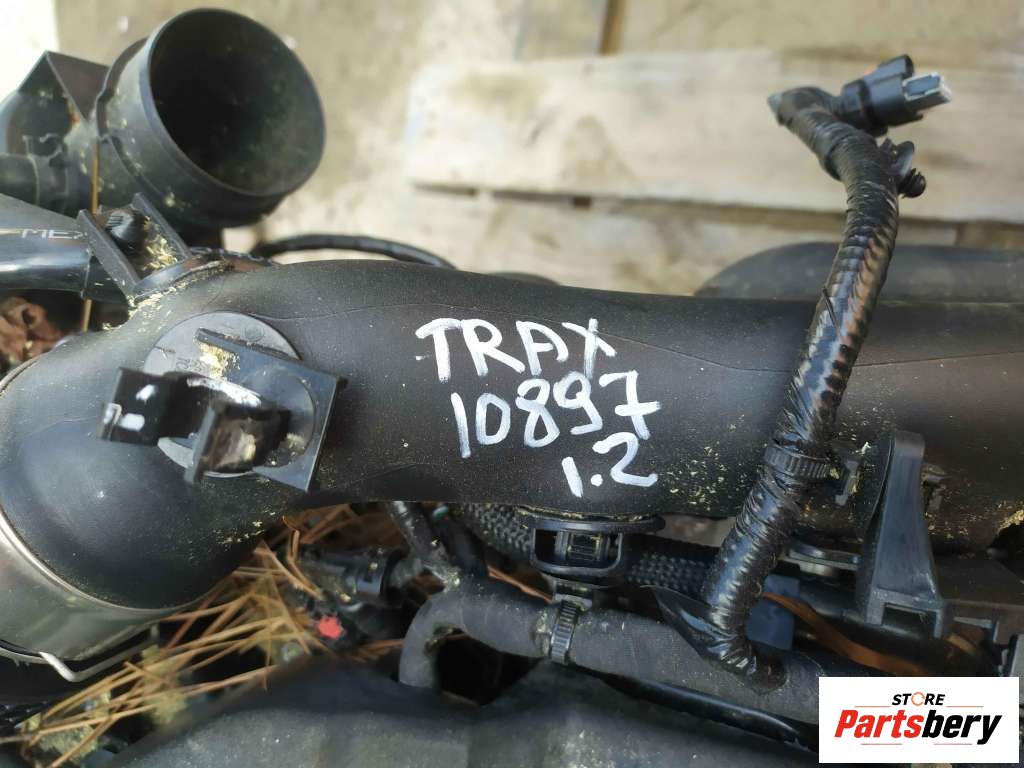 TRAX
10897
1.2
STORE
Partsbery